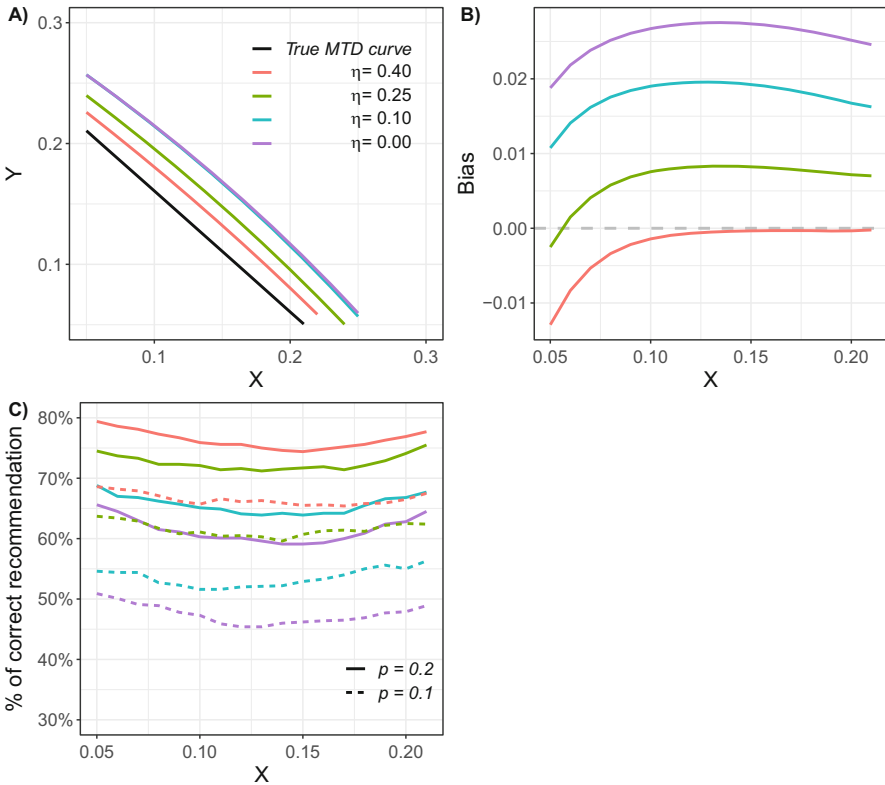 A)
0.3
0.2
0.1
Y
True MTD curve
η= 0.40
η= 0.25
η= 0.10
η= 0.00
0.1
0.2
0.3
X
B)
0.02
0.01
0.00
−0.01
Bias
0.05
0.10
0.15
0.20
X
C)
80%
70%
60%
50%
40%
30%
% of correct recommendation
p = 0.2
p = 0.1
0.05
0.10
0.15
0.20
X